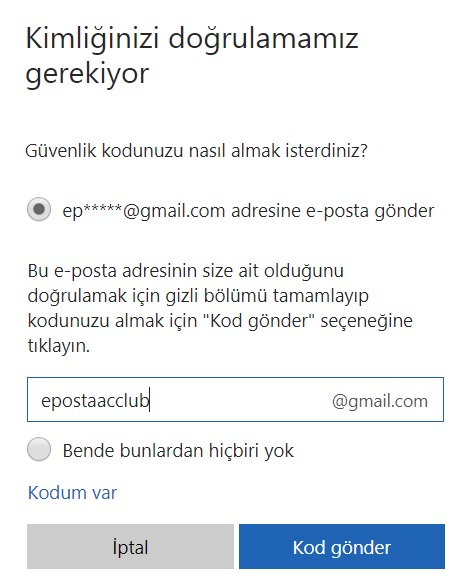 Kimliğinizi doğrulamamız
gerekiyor
Güvenlik kodunuzu nasıl almak isterdiniz?
ep*****@gmail.com adresine e-posta gönder
Bu e-posta adresinin size ait olduğunu
doğrulamak için gizli bölümü tamamlayıp
kodunuzu almak için "Kod gönder" seçeneğine
tıklayın.
epostaacclub @gmail.com
Bende bunlardan hiçbiri yok
Kodum var
İptal Kod gönder